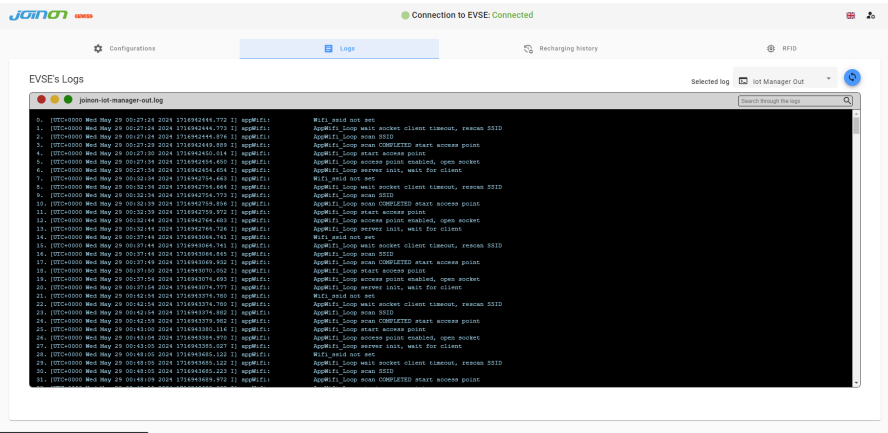 joinon GEWISS
Connection to EVSE: Connected
Configurations
Logs
Recharging history
RFID
EVSE's Logs
Selected log
Iot Manager Out
joinon-iot-manager-out.log
Search through the logs
0. [UTC+0000 Wed May 29 00:27:24 2024 1716942444.772 I] appWifi: Wifi_ssid not set
1. [UTC+0000 Wed May 29 00:27:24 2024 1716942444.773 I] appWifi: AppWifi_Loop wait socket client timeout, rescan SSID
2. [UTC+0000 Wed May 29 00:27:24 2024 1716942444.876 I] appWifi: AppWifi_Loop scan SSID
3. [UTC+0000 Wed May 29 00:27:29 2024 1716942449.889 I] appWifi: AppWifi_Loop scan COMPLETED start access point
4. [UTC+0000 Wed May 29 00:27:30 2024 1716942450.014 I] appWifi: AppWifi_Loop start access point
5. [UTC+0000 Wed May 29 00:27:34 2024 1716942454.650 I] appWifi: AppWifi_Loop access point enabled, open socket
6. [UTC+0000 Wed May 29 00:27:34 2024 1716942454.654 I] appWifi: AppWifi_Loop server init, wait for client
7. [UTC+0000 Wed May 29 00:32:34 2024 1716942754.663 I] appWifi: Wifi_ssid not set
8. [UTC+0000 Wed May 29 00:32:34 2024 1716942754.664 I] appWifi: AppWifi_Loop wait socket client timeout, rescan SSID
9. [UTC+0000 Wed May 29 00:32:34 2024 1716942754.773 I] appWifi: AppWifi_Loop scan SSID
10. [UTC+0000 Wed May 29 00:32:39 2024 1716942759.856 I] appWifi: AppWifi_Loop scan COMPLETED start access point
11. [UTC+0000 Wed May 29 00:32:39 2024 1716942759.972 I] appWifi: AppWifi_Loop start access point
12. [UTC+0000 Wed May 29 00:32:44 2024 1716942764.683 I] appWifi: AppWifi_Loop access point enabled, open socket
13. [UTC+0000 Wed May 29 00:32:44 2024 1716942764.726 I] appWifi: AppWifi_Loop server init, wait for client
14. [UTC+0000 Wed May 29 00:37:44 2024 1716943064.741 I] appWifi: Wifi_ssid not set
15. [UTC+0000 Wed May 29 00:37:44 2024 1716943064.741 I] appWifi: AppWifi_Loop wait socket client timeout, rescan SSID
16. [UTC+0000 Wed May 29 00:37:44 2024 1716943064.845 I] appWifi: AppWifi_Loop scan SSID
17. [UTC+0000 Wed May 29 00:37:49 2024 1716943069.932 I] appWifi: AppWifi_Loop scan COMPLETED start access point
18. [UTC+0000 Wed May 29 00:37:50 2024 1716943070.052 I] appWifi: AppWifi_Loop start access point
19. [UTC+0000 Wed May 29 00:37:54 2024 1716943074.693 I] appWifi: AppWifi_Loop access point enabled, open socket
20. [UTC+0000 Wed May 29 00:37:54 2024 1716943074.777 I] appWifi: AppWifi_Loop server init, wait for client
21. [UTC+0000 Wed May 29 00:42:54 2024 1716943374.780 I] appWifi: Wifi_ssid not set
22. [UTC+0000 Wed May 29 00:42:54 2024 1716943374.780 I] appWifi: AppWifi_Loop wait socket client timeout, rescan SSID
23. [UTC+0000 Wed May 29 00:42:54 2024 1716943374.882 I] appWifi: AppWifi_Loop scan SSID
24. [UTC+0000 Wed May 29 00:42:59 2024 1716943379.982 I] appWifi: AppWifi_Loop scan COMPLETED start access point
25. [UTC+0000 Wed May 29 00:43:00 2024 1716943380.116 I] appWifi: AppWifi_Loop start access point
26. [UTC+0000 Wed May 29 00:43:04 2024 1716943384.970 I] appWifi: AppWifi_Loop access point enabled, open socket
27. [UTC+0000 Wed May 29 00:43:05 2024 1716943385.027 I] appWifi: AppWifi_Loop server init, wait for client
28. [UTC+0000 Wed May 29 00:48:05 2024 1716943685.122 I] appWifi: Wifi_ssid not set
29. [UTC+0000 Wed May 29 00:48:05 2024 1716943685.122 I] appWifi: AppWifi_Loop wait socket client timeout, rescan SSID
30. [UTC+0000 Wed May 29 00:48:05 2024 1716943685.223 I] appWifi: AppWifi_Loop scan SSID
31. [UTC+0000 Wed May 29 00:48:09 2024 1716943689.972 I] appWifi: AppWifi_Loop scan COMPLETED start access point